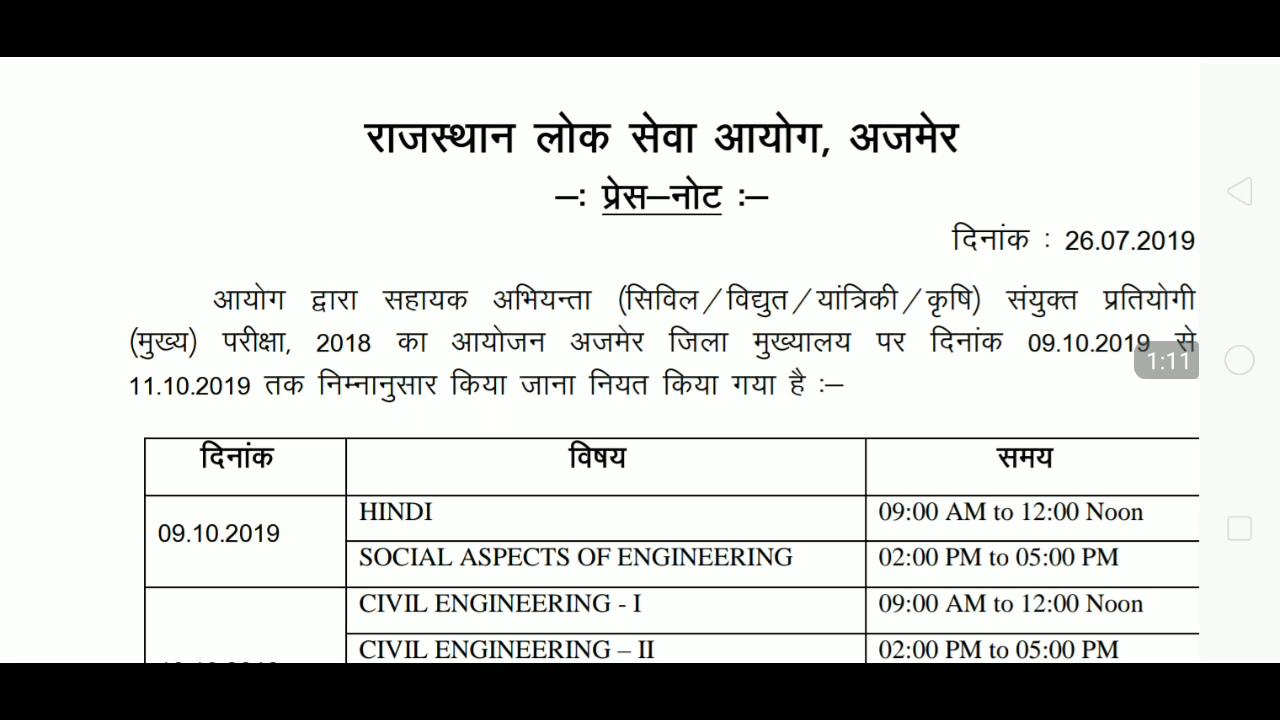 राजस्थान लोक सेवा आयोग, अजमेर
–: प्रेस–नोट :–
दिनांक : 26.07.2019
आयोग द्वारा सहायक अभियन्ता (सिविल/विद्युत/यांत्रिकी/कृषि) संयुक्त प्रतियोगी
(मुख्य) परीक्षा, 2018 का आयोजन अजमेर जिला मुख्यालय पर दिनांक 09.10.2019 से
1:11
11.10.2019 तक निम्नानुसार किया जाना नियत किया गया है :–
दिनांक विषय समय
09.10.2019 HINDI 09:00 AM to 12:00 Noon
SOCIAL ASPECTS OF ENGINEERING 02:00 PM to 05:00 PM
CIVIL ENGINEERING - I 09:00 AM to 12:00 Noon
CIVIL ENGINEERING – II 02:00 PM to 05:00 PM